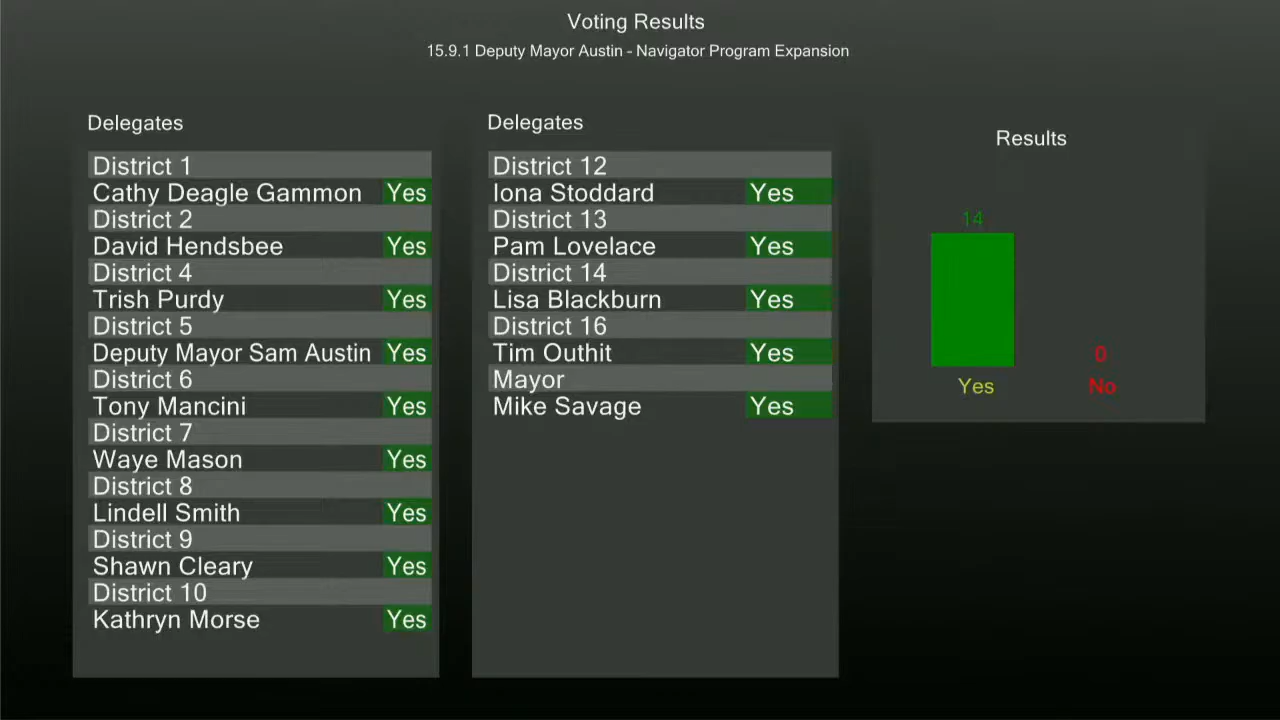 Voting Results
15.9.1 Deputy Mayor Austin - Navigator Program Expansion
Delegates
District 1
Cathy Deagle Gammon Yes
District 2
David Hendsbee Yes
District 4
Trish Purdy Yes
District 5
Deputy Mayor Sam Austin Yes
District 6
Tony Mancini Yes
District 7
Waye Mason Yes
District 8
Lindell Smith Yes
District 9
Shawn Cleary Yes
District 10
Kathryn Morse Yes
Delegates
District 12
Iona Stoddard Yes
District 13
Pam Lovelace Yes
District 14
Lisa Blackburn Yes
District 16
Tim Outhit Yes
Mayor
Mike Savage Yes
Results
14
0
Yes No